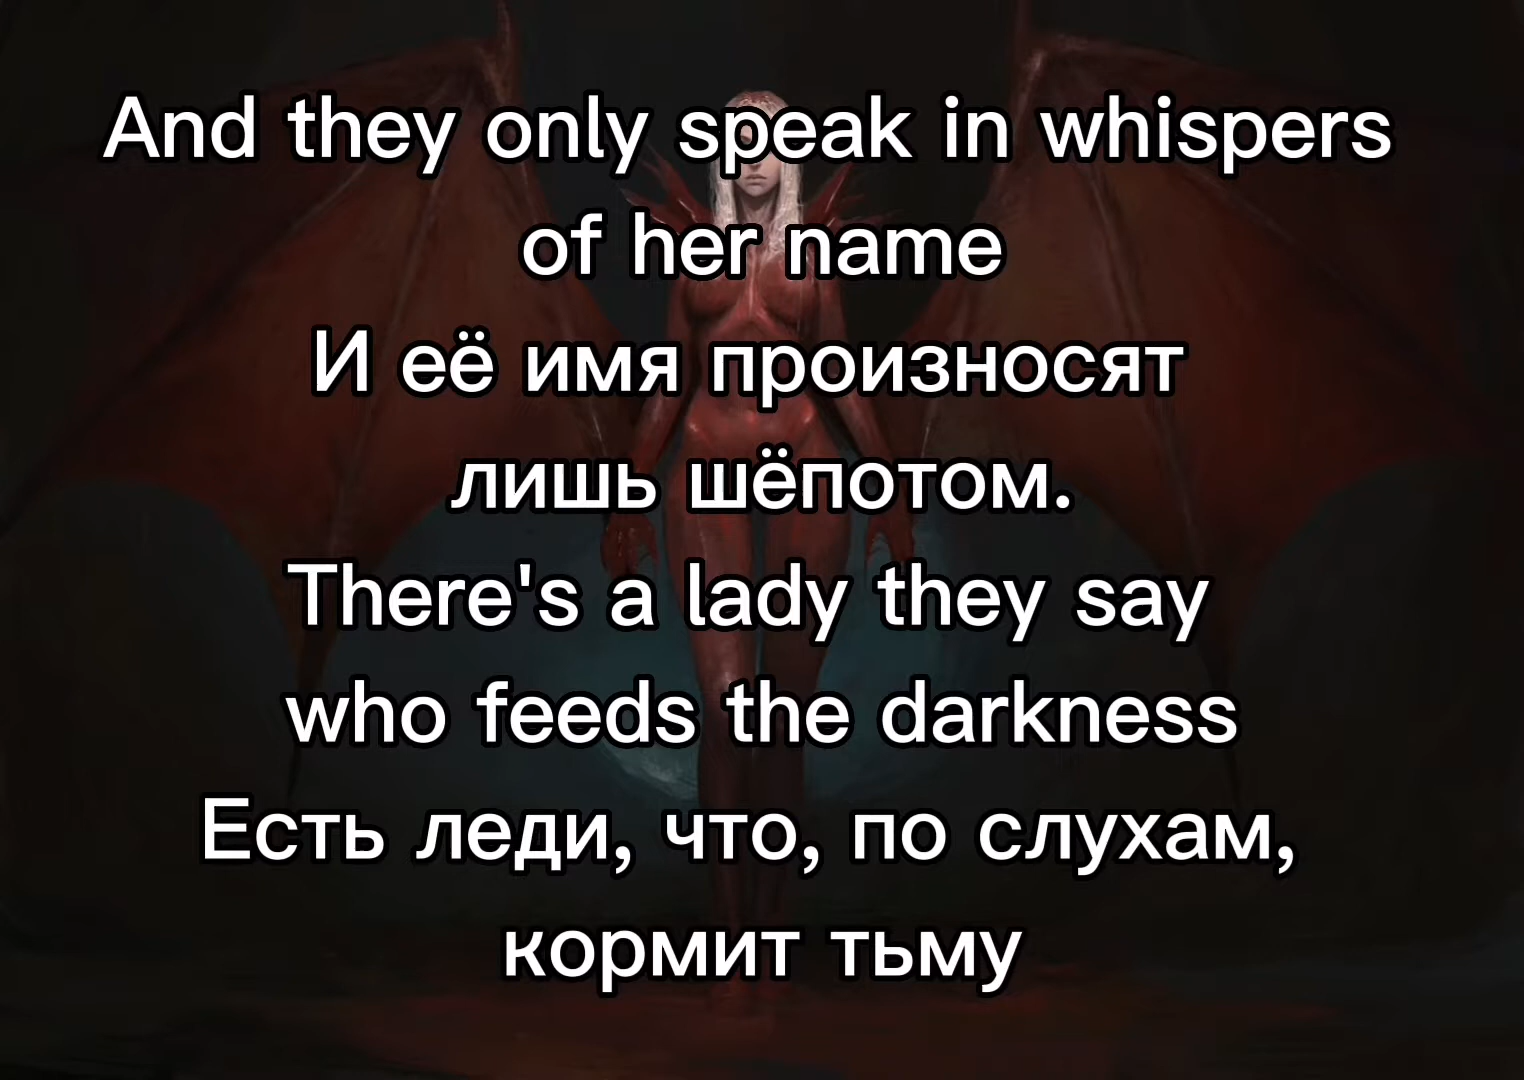 And they only speak in whispers
of her name
И её имя произносят
лишь шёпотом.
There's a lady they say
who feeds the darkness
Есть леди, что, по слухам,
кормит тьму